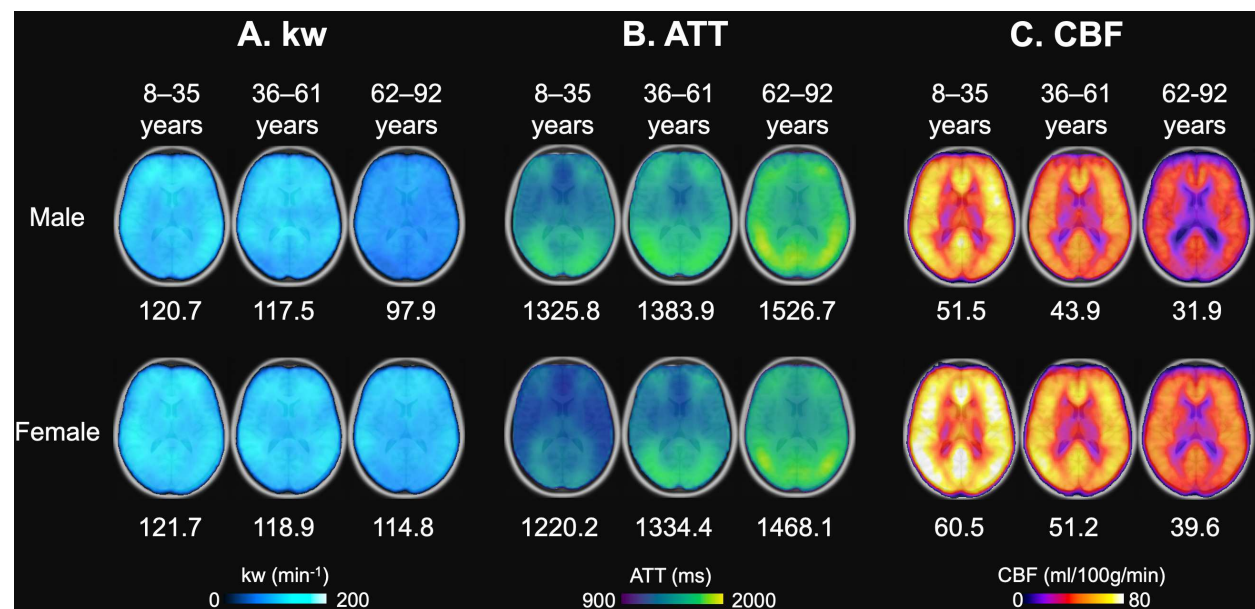 A. kw B. ATT C. CBF
8–35 36–61 62–92 8–35 36–61 62–92 8–35 36–61 62-92
years years years years years years years years years
Male
120.7 117.5 97.9 1325.8 1383.9 1526.7 51.5 43.9 31.9
Female
121.7 118.9 114.8 1220.2 1334.4 1468.1 60.5 51.2 39.6
kw (min-1) ATT (ms) CBF (ml/100g/min)
0 200 900 2000 0 80